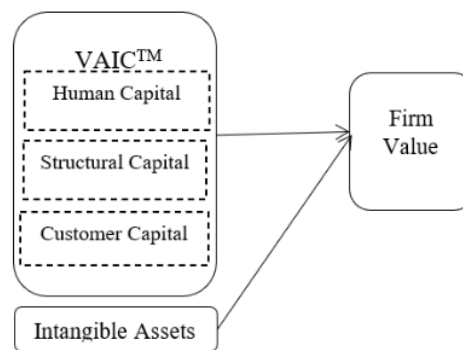 VAIC™
Human Capital
Structural Capital
Customer Capital
Intangible Assets
Firm
Value